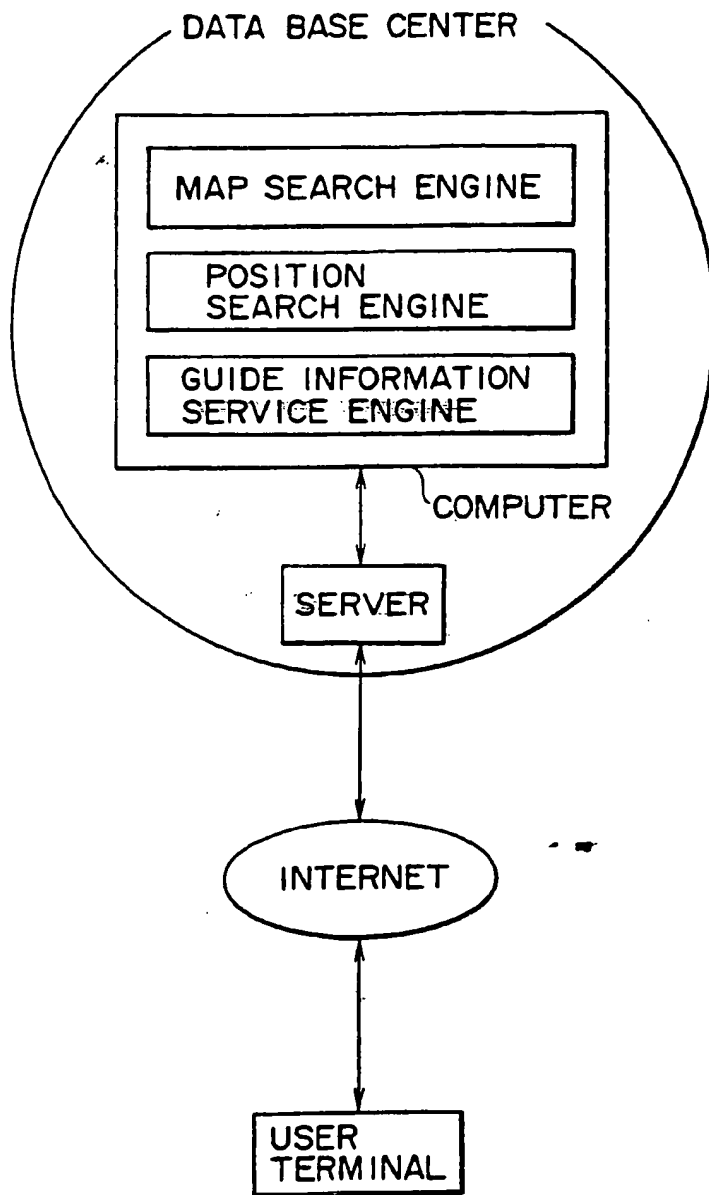 DATA BASE CENTER
MAP SEARCH ENGINE
POSITION
SEARCH ENGINE
GUIDE INFORMATION
SERVICE ENGINE
COMPUTER
SERVER
INTERNET
USER
TERMINAL